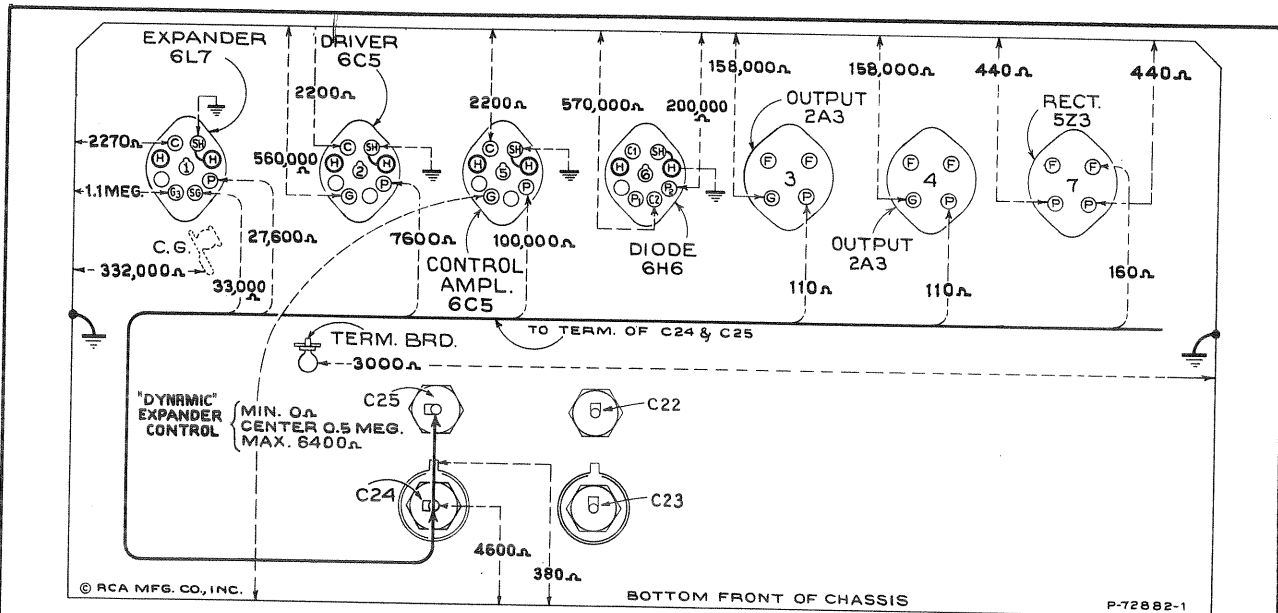 EXPANDER
6L7
DRIVER
6C5
2200Ω
2200Ω
570,000Ω
200,000
Ω
158,000Ω
158,000Ω
440Ω
440Ω
OUTPUT
2A3
RECT.
5Z3
2270Ω
C
SH
H
1
H
P
G3
SG
560,000
Ω
C
SH
H
2
H
P
G
C
SH
H
5
H
P
G
C1
SH
H
6
H
P2
P1
C2
F
F
3
G
P
F
F
4
G
P
F
F
7
P
P
1.1 MEG.
C.G.
332,000Ω
27,600Ω
33,000
Ω
7600Ω
100,000Ω
CONTROL
AMPL.
6C5
DIODE
6H6
OUTPUT
2A3
110Ω
110Ω
160Ω
TO TERM. OF C24 & C25
TERM. BRD.
3000Ω
"DYNAMIC"
EXPANDER
CONTROL
MIN. 0Ω
CENTER 0.5 MEG.
MAX. 6400Ω
C25
C22
C24
C23
4600Ω
380Ω
© RCA MFG. CO., INC.
BOTTOM FRONT OF CHASSIS
P-72882-1